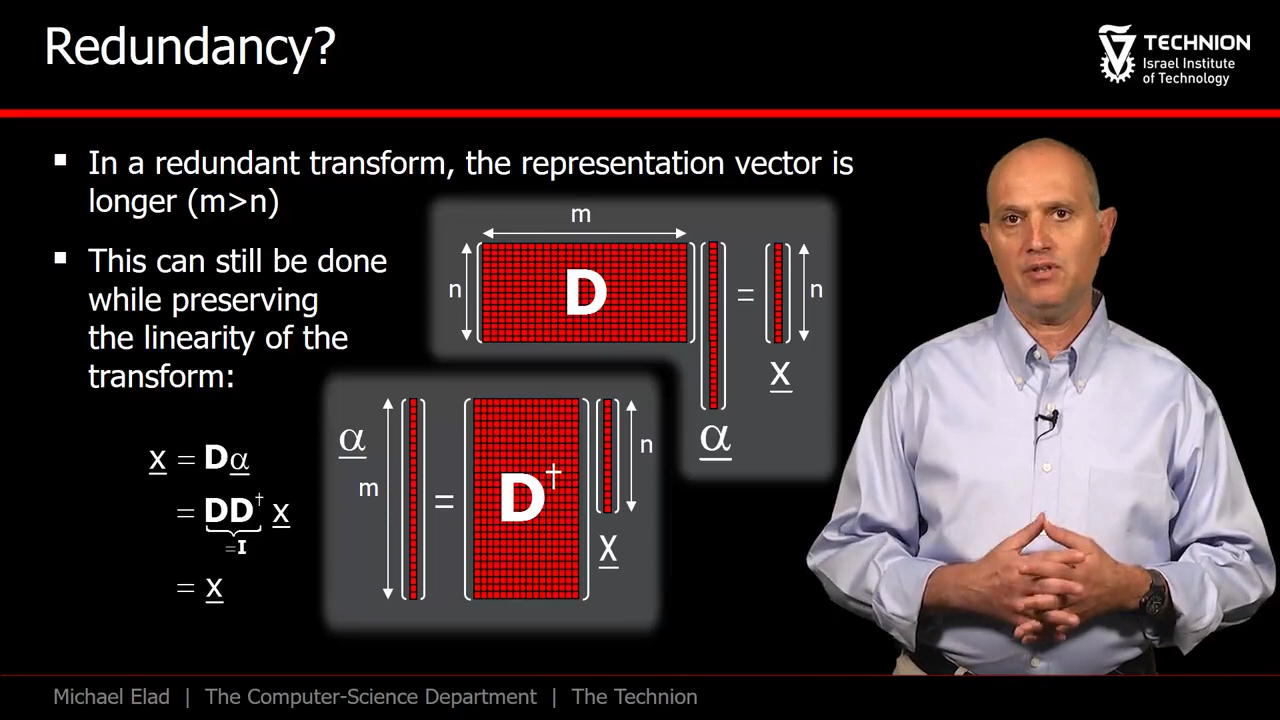 Redundancy?
TECHNION
Israel Institute
of Technology
▪ In a redundant transform, the representation vector is
longer (m>n)
▪ This can still be done
while preserving
the linearity of the
transform:
m
n
D
=
n
x
α
α
m
=
D†
n
x
x = Dα
= DD† x
=I
= x
Michael Elad | The Computer-Science Department | The Technion